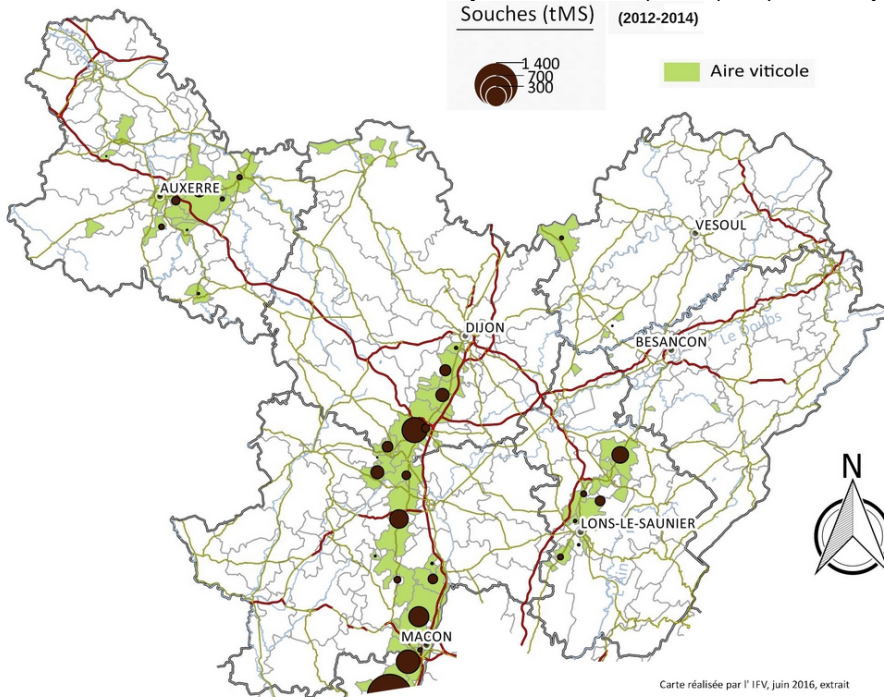 Souches (tMS)
(2012-2014)
1 400
700
300
Aire viticole
AUXERRE
VESOUL
DIJON
BESANCON
Le Doubs
LONS-LE-SAUNIER
N
MACON
Carte réalisée par l' IFV, juin 2016, extrait